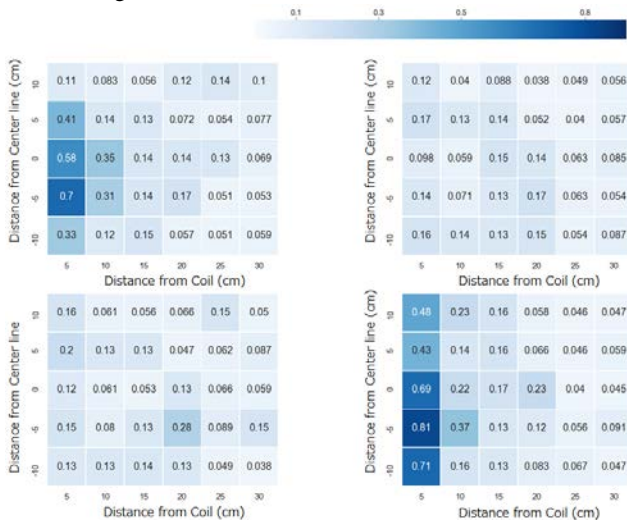 0.1 0.3 0.5 0.8
Distance from Center line (cm)
10 0.11 0.083 0.056 0.12 0.14 0.1
5 0.41 0.14 0.13 0.072 0.054 0.077
0 0.58 0.35 0.14 0.14 0.13 0.069
-5 0.7 0.31 0.14 0.17 0.051 0.053
-10 0.33 0.12 0.15 0.057 0.051 0.059
5 10 15 20 25 30
Distance from Coil (cm)
Distance from Center line (cm)
10 0.12 0.04 0.088 0.038 0.049 0.056
5 0.17 0.13 0.14 0.052 0.04 0.057
0 0.098 0.059 0.15 0.14 0.063 0.085
-5 0.14 0.071 0.13 0.17 0.063 0.054
-10 0.16 0.14 0.13 0.15 0.054 0.087
5 10 15 20 25 30
Distance from Coil (cm)
Distance from Center line
10 0.16 0.061 0.056 0.066 0.15 0.05
5 0.2 0.13 0.13 0.047 0.062 0.087
0 0.12 0.061 0.053 0.13 0.066 0.059
-5 0.15 0.08 0.13 0.28 0.089 0.15
-10 0.13 0.13 0.14 0.13 0.049 0.038
5 10 15 20 25 30
Distance from Coil (cm)
Distance from Center line (cm)
10 0.48 0.23 0.16 0.058 0.046 0.047
5 0.43 0.14 0.16 0.066 0.046 0.059
0 0.69 0.22 0.17 0.23 0.04 0.045
-5 0.81 0.37 0.13 0.12 0.056 0.091
-10 0.71 0.16 0.13 0.083 0.067 0.047
5 10 15 20 25 30
Distance from Coil (cm)